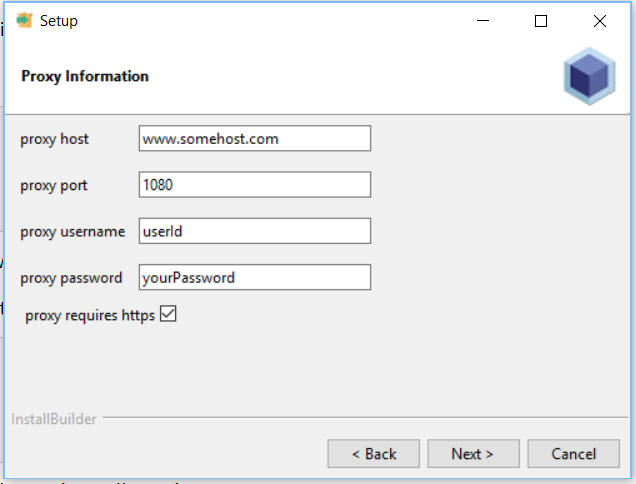 Setup
Proxy Information
proxy host www.somehost.com
proxy port 1080
proxy username userId
proxy password yourPassword
proxy requires https
InstallBuilder
< Back Next > Cancel